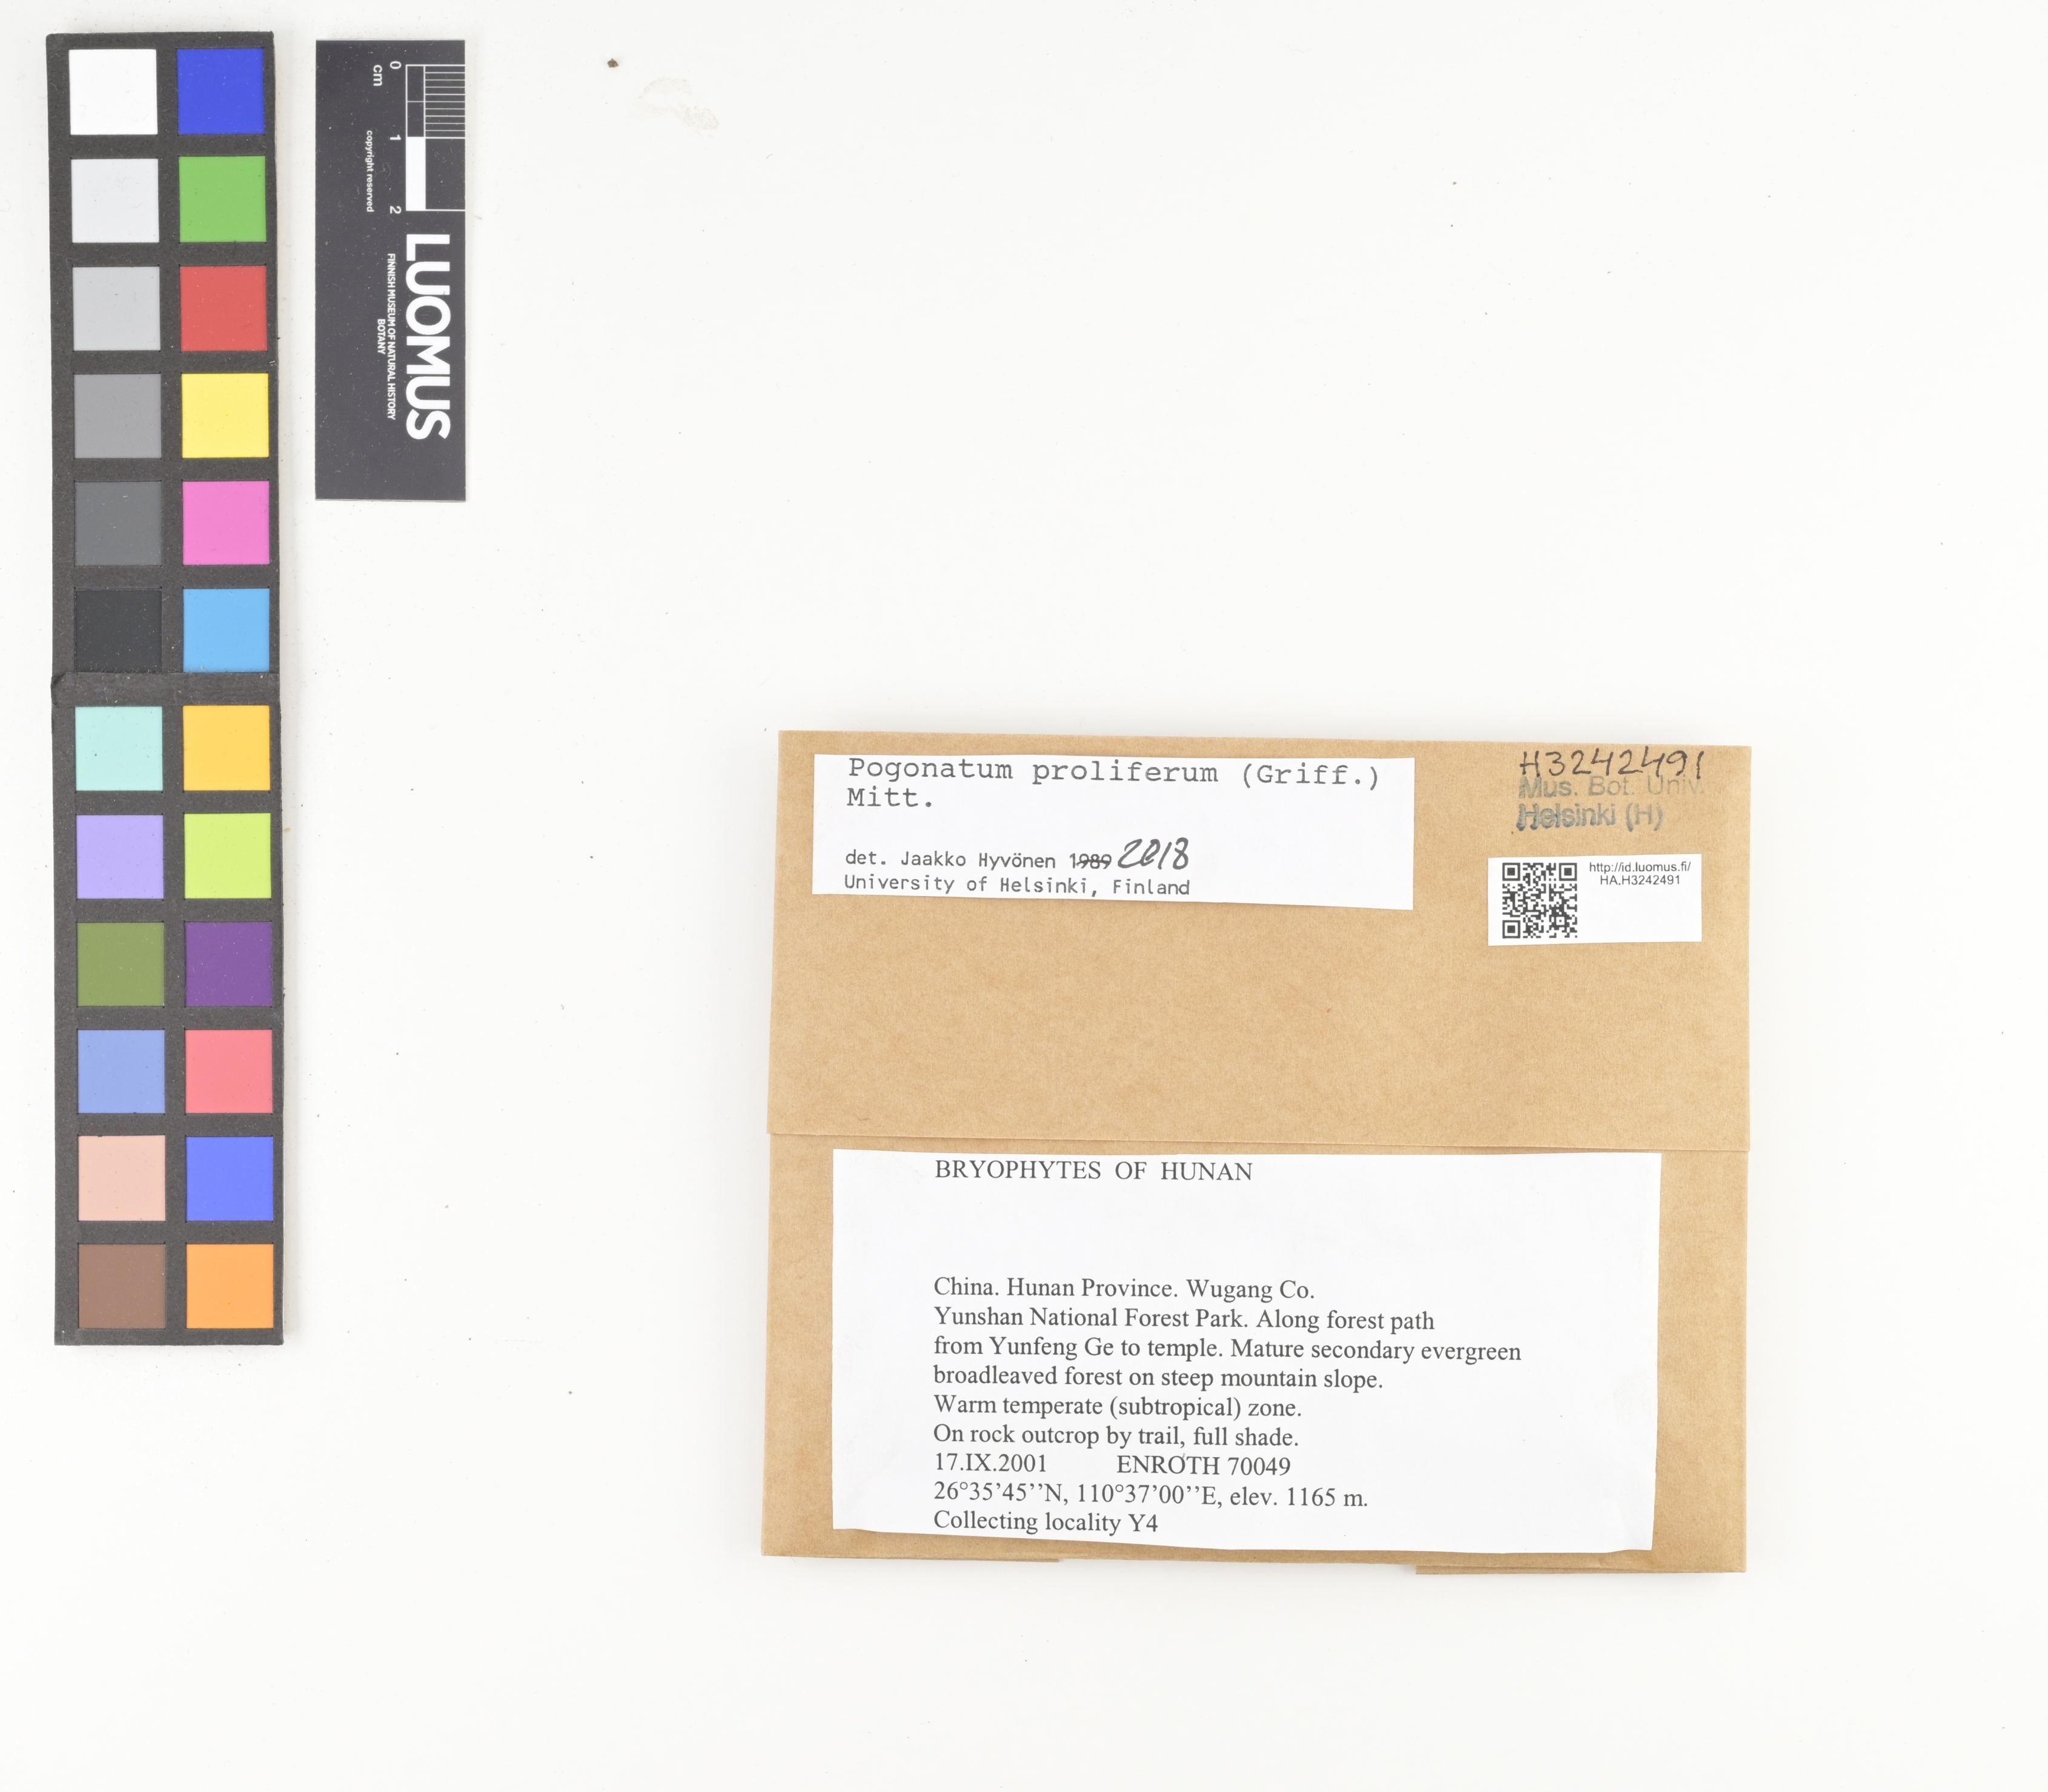 0 1 2
cm
copyright reserved
LUOMUS
FINNISH MUSEUM OF NATURAL HISTORY
BOTANY
Pogonatum proliferum (Griff.)
Mitt.
det. Jaakko Hyvönen 1989 2018
University of Helsinki, Finland
H3242491
Mus. Bot. Univ.
Helsinki (H)
http://id.luomus.fi/
HA.H3242491
BRYOPHYTES OF HUNAN
China. Hunan Province. Wugang Co.
Yunshan National Forest Park. Along forest path
from Yunfeng Ge to temple. Mature secondary evergreen
broadleaved forest on steep mountain slope.
Warm temperate (subtropical) zone.
On rock outcrop by trail, full shade.
17.IX.2001 ENROTH 70049
26°35’45’’N, 110°37’00’’E, elev. 1165 m.
Collecting locality Y4